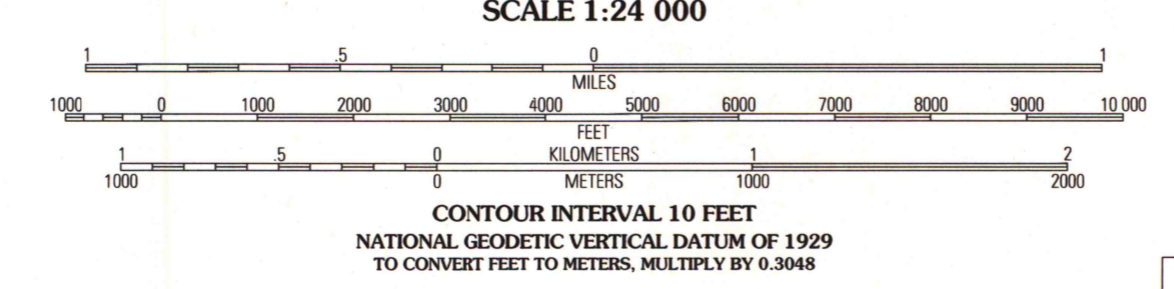 SCALE 1:24 000
1 .5 0 1
MILES
1000 0 1000 2000 3000 4000 5000 6000 7000 8000 9000 10 000
FEET
1 .5 0 KILOMETERS 1 2
1000 0 METERS 1000 2000
CONTOUR INTERVAL 10 FEET
NATIONAL GEODETIC VERTICAL DATUM OF 1929
TO CONVERT FEET TO METERS, MULTIPLY BY 0.3048